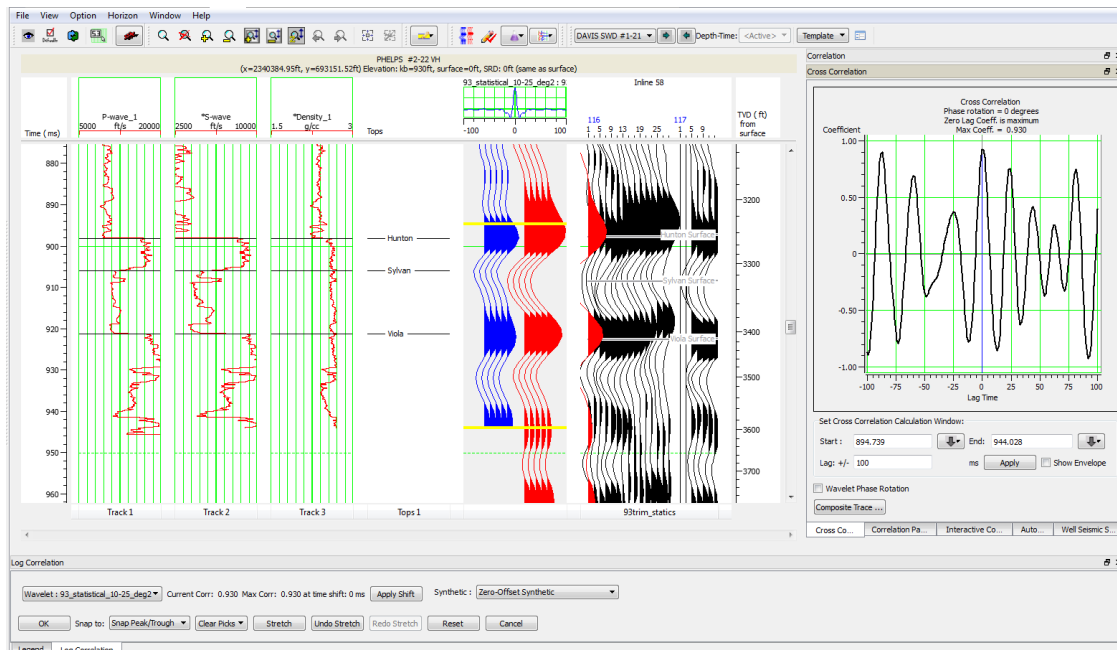 File View Option Horizon Window Help
DAVIS SWD #1-21 Depth-Time: <Active> Template
PHELPS #2-22 VH
(x=2340384.95ft, y=693151.52ft) Elevation: kb=930ft, surface=0ft, SRD: 0ft (same as surface)
93_statistical_10-25_deg2 : 9: Inline 58
P-wave_1 *S-wave *Density_1 116 117 TVD ( ft )
5000 ft/s 20000 2500 ft/s 10000 1.5 g/cc 3 from
Time ( ms ) Tops -100 0 100 1 5 9 13 19 25 1 5 9 surface
880
890
900
910
920
930
940
950
960
Hunton
Sylvan
Viola
Hunton Surface
Sylvan Surface
Viola Surface
3200
3300
3400
3500
3600
3700
Track 1 Track 2 Track 3 Tops 1 93trim_statics
Correlation
Cross Correlation
Cross Correlation
Phase rotation = 0 degrees
Zero Lag Coeff. is maximum
Max Coeff. = 0.930
Coefficient
1.00
0.50
0
-0.50
-1.00
-100 -75 -50 -25 0 25 50 75 100
Lag Time
Set Cross Correlation Calculation Window:
Start : 894.739 End: 944.028
Lag: +/- 100 ms Apply Show Envelope
Wavelet Phase Rotation
Composite Trace ...
Cross Co... Correlation Pa... Interactive Co... Auto... Well Seismic S...
Log Correlation
Wavelet : 93_statistical_10-25_deg2 Current Corr: 0.930 Max Corr: 0.930 at time shift: 0 ms Apply Shift Synthetic : Zero-Offset Synthetic
OK Snap to: Snap Peak/Trough Clear Picks Stretch Undo Stretch Redo Stretch Reset Cancel
Legend Log Correlation